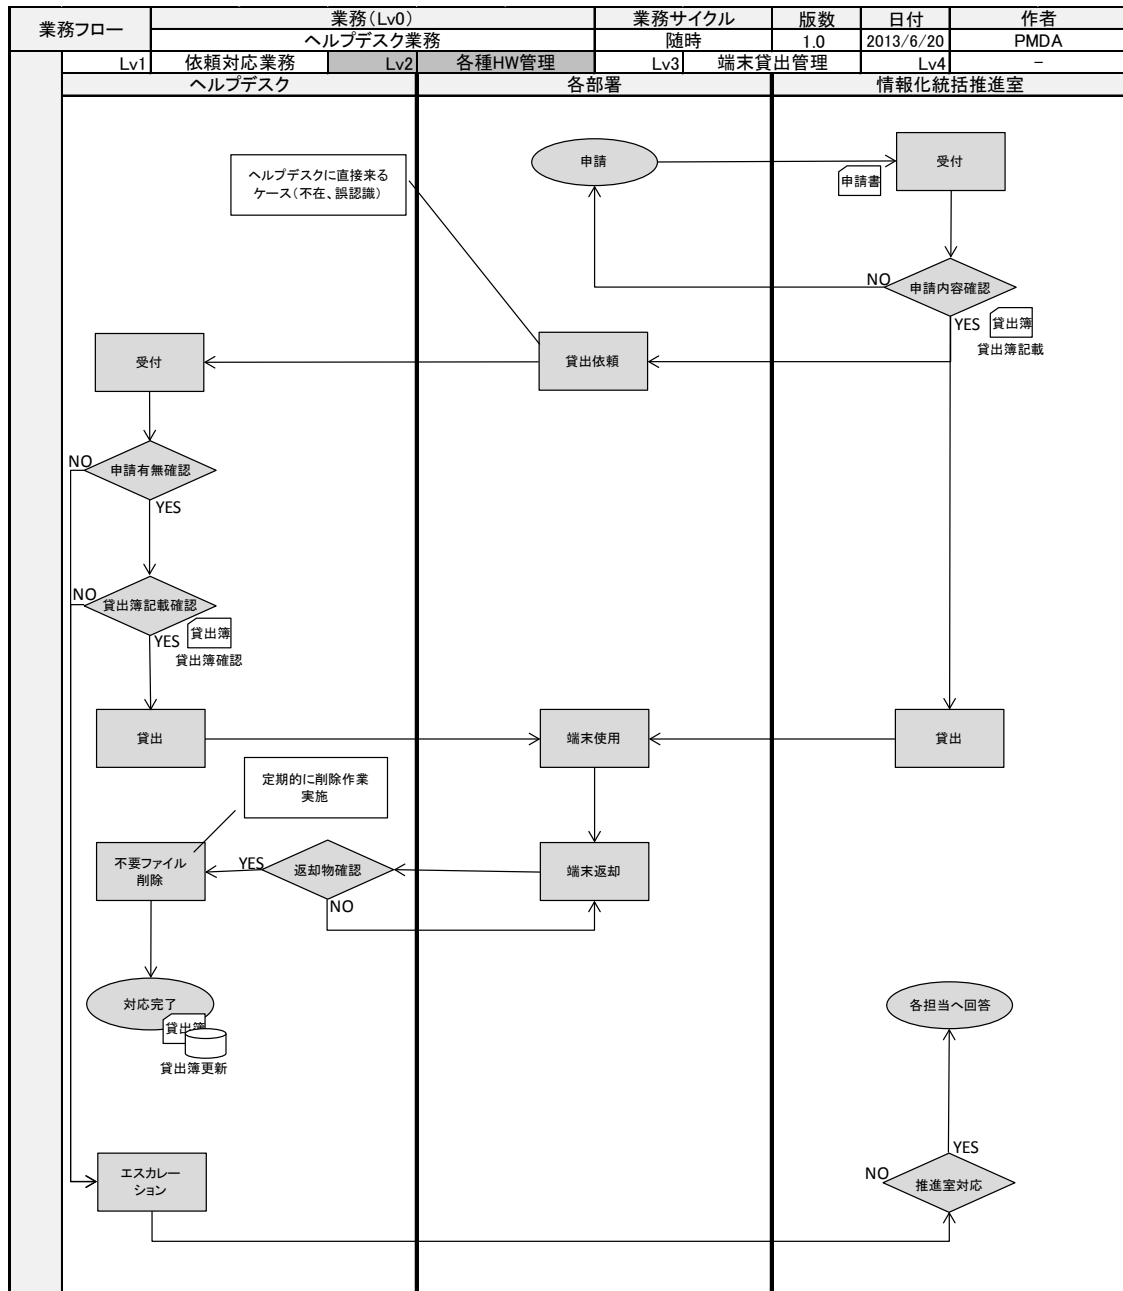 業務フロー
業務(Lv0)
業務サイクル
版数
日付
作者
ヘルプデスク業務
随時
1.0
2013/6/20
PMDA
Lv1
依頼対応業務
Lv2
各種HW管理
Lv3
端末貸出管理
Lv4
－
ヘルプデスク
各部署
情報化統括推進室
申請
受付
申請書
ヘルプデスクに直接来る
ケース(不在、誤認識)
NO
申請内容確認
YES
貸出簿
貸出簿記載
受付
貸出依頼
NO
申請有無確認
YES
NO
貸出簿記載確認
YES
貸出簿
貸出簿確認
貸出
端末使用
貸出
定期的に削除作業
実施
不要ファイル
削除
YES
返却物確認
NO
端末返却
対応完了
貸出簿
貸出簿更新
各担当へ回答
エスカレー
ション
YES
NO
推進室対応